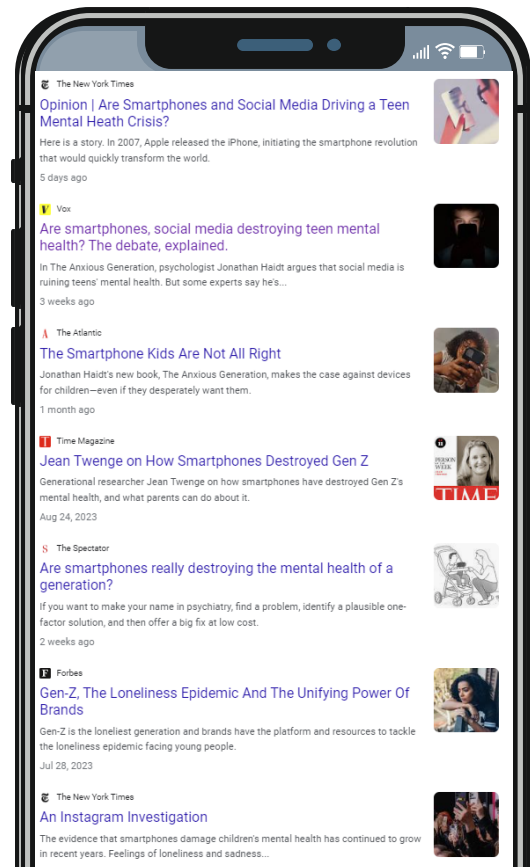 The New York Times
Opinion | Are Smartphones and Social Media Driving a Teen
Mental Heath Crisis?
Here is a story. In 2007, Apple released the iPhone, initiating the smartphone revolution
that would quickly transform the world.
5 days ago
V Vox
Are smartphones, social media destroying teen mental
health? The debate, explained.
In The Anxious Generation, psychologist Jonathan Haidt argues that social media is
ruining teens' mental health. But some experts say he's...
3 weeks ago
A The Atlantic
The Smartphone Kids Are Not All Right
Jonathan Haidt's new book, The Anxious Generation, makes the case against devices
for children—even if they desperately want them.
1 month ago
T Time Magazine
Jean Twenge on How Smartphones Destroyed Gen Z
Generational researcher Jean Twenge on how smartphones have destroyed Gen Z's
mental health, and what parents can do about it.
Aug 24, 2023
PERSON
WEEK
TIME
S The Spectator
Are smartphones really destroying the mental health of a
generation?
If you want to make your name in psychiatry, find a problem, identify a plausible one-
factor solution, and then offer a big fix at low cost.
2 weeks ago
F Forbes
Gen-Z, The Loneliness Epidemic And The Unifying Power Of
Brands
Gen-Z is the loneliest generation and brands have the platform and resources to tackle
the loneliness epidemic facing young people.
Jul 28, 2023
The New York Times
An Instagram Investigation
The evidence that smartphones damage children's mental health has continued to grow
in recent years. Feelings of loneliness and sadness...